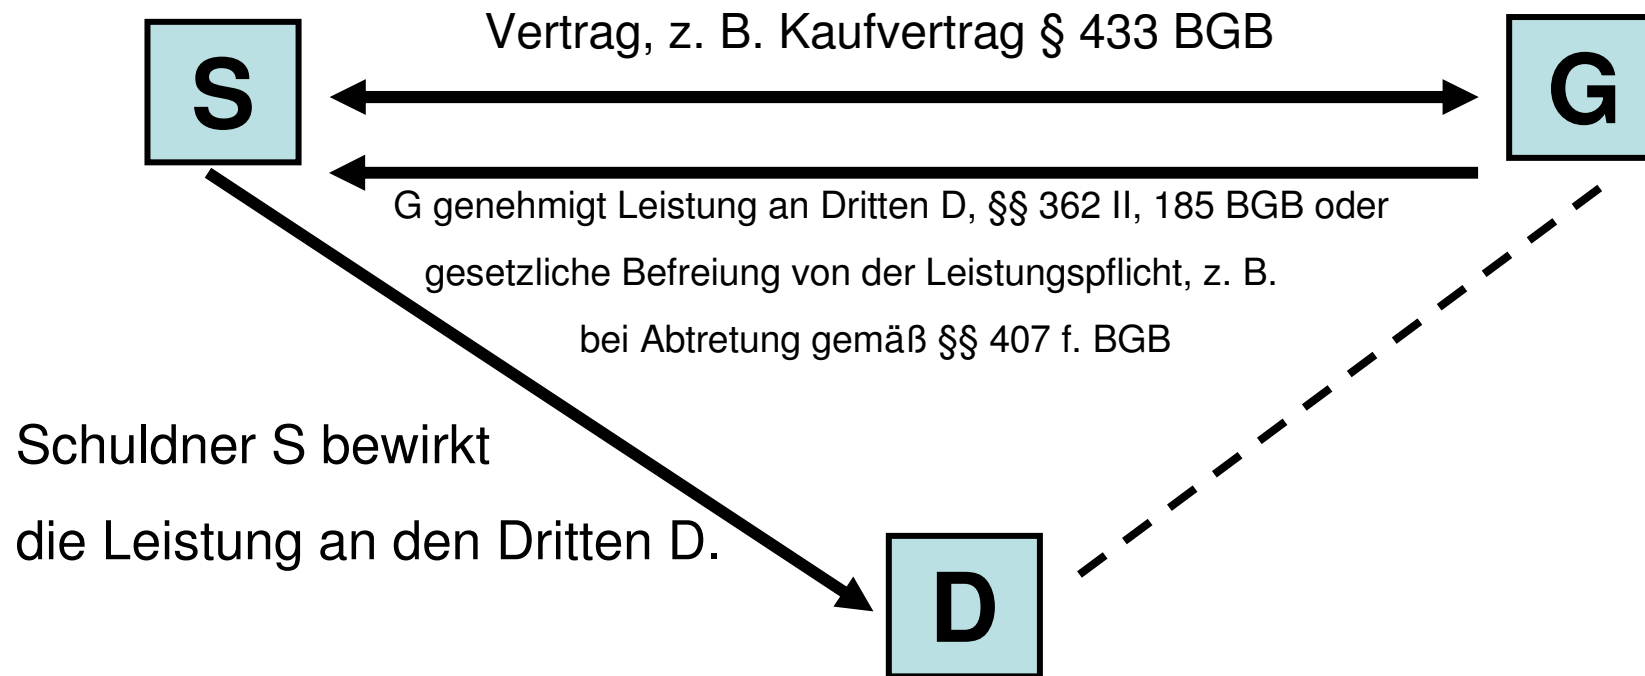 Vertrag, z. B. Kaufvertrag § 433 BGB
S
G
G genehmigt Leistung an Dritten D, §§ 362 II, 185 BGB oder
gesetzliche Befreiung von der Leistungspflicht, z. B.
bei Abtretung gemäß §§ 407 f. BGB
Schuldner S bewirkt
die Leistung an den Dritten D.
D